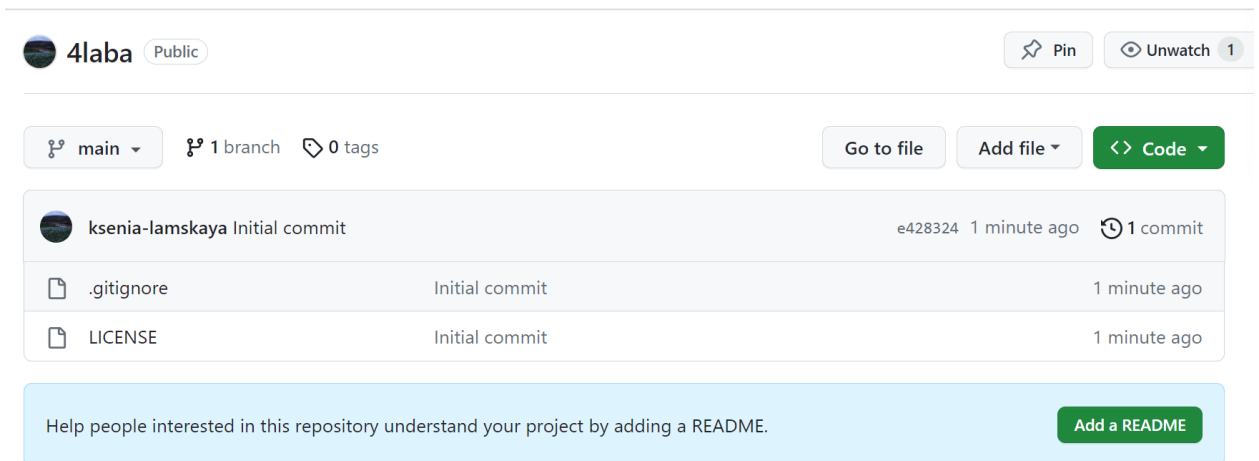 4laba Public Pin Unwatch 1
main 1 branch 0 tags Go to file Add file Code
ksenia-lamskaya Initial commit e428324 1 minute ago 1 commit
.gitignore Initial commit 1 minute ago
LICENSE Initial commit 1 minute ago
Help people interested in this repository understand your project by adding a README. Add a README